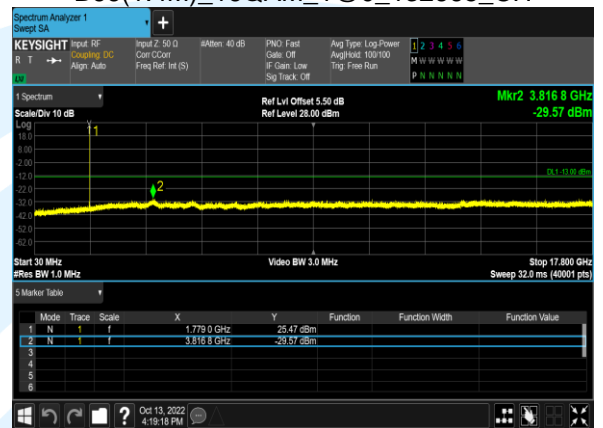 Spectrum Analyzer 1
Swept SA
+
KEYSIGHT
R T
LV
Input: RF
Coupling: DC
Align: Auto
Input Z: 50 Ω
Corr CCorr
Freq Ref: Int (S)
#Atten: 40 dB
PNO: Fast
Gate: Off
IF Gain: Low
Sig Track: Off
Avg Type: Log-Power
Avg|Hold: 100/100
Trig: Free Run
1 2 3 4 5 6
M W W W W W
P N N N N N
1 Spectrum
Scale/Div 10 dB
Ref Lvl Offset 5.50 dB
Ref Level 28.00 dBm
Mkr2 3.816 8 GHz
-29.57 dBm
Log
18.0
8.00
-2.00
-12.0
-22.0
-32.0
-42.0
-52.0
-62.0
1
2
DL1 -13.00 dBm
Start 30 MHz
#Res BW 1.0 MHz
Video BW 3.0 MHz
Stop 17.800 GHz
Sweep 32.0 ms (40001 pts)
5 Marker Table
Mode Trace Scale X Y Function Function Width Function Value
1 N 1 f 1.779 0 GHz 25.47 dBm
2 N 1 f 3.816 8 GHz -29.57 dBm
3
4
5
6
?
Oct 13, 2022
4:19:18 PM